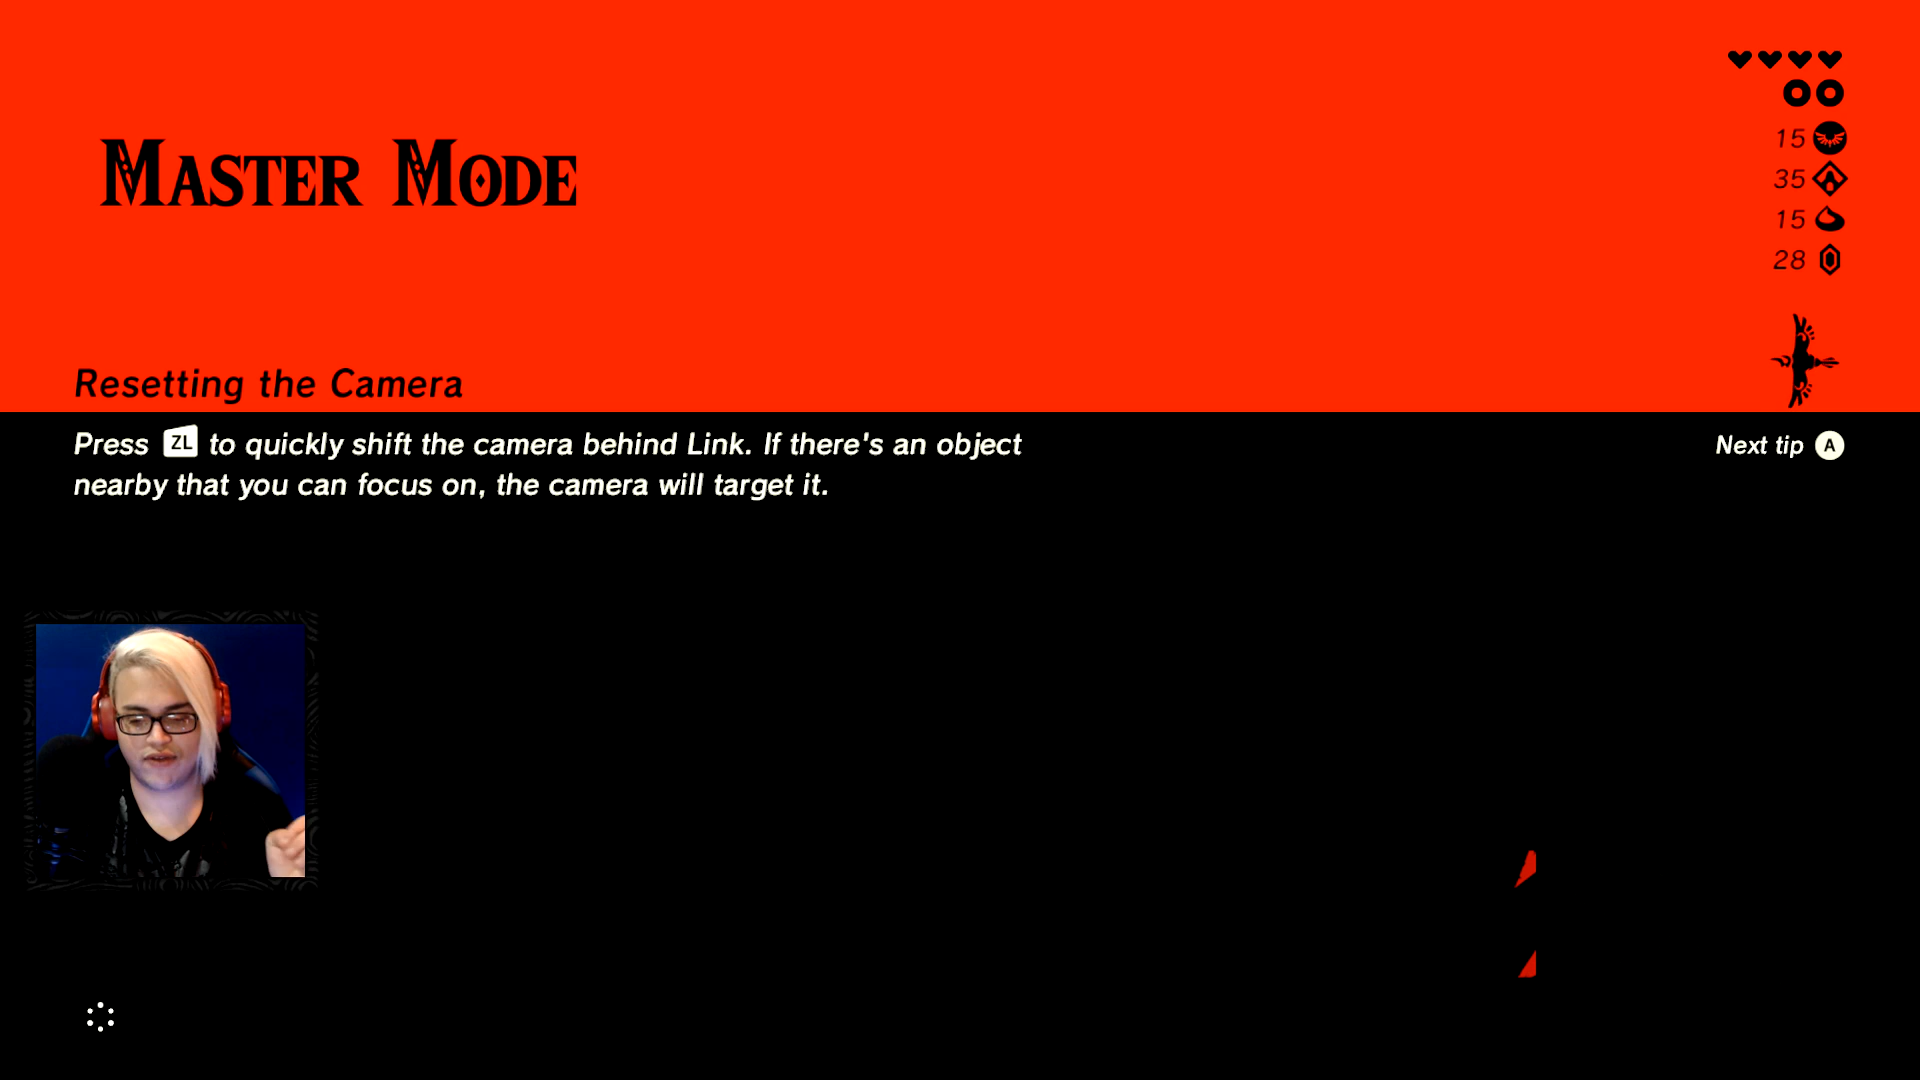 Master Mode
15
35
15
28
Resetting the Camera
Press ZL to quickly shift the camera behind Link. If there's an object
nearby that you can focus on, the camera will target it.
Next tip A